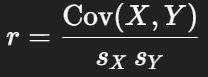 r = Cov(X, Y) / s_X s_Y